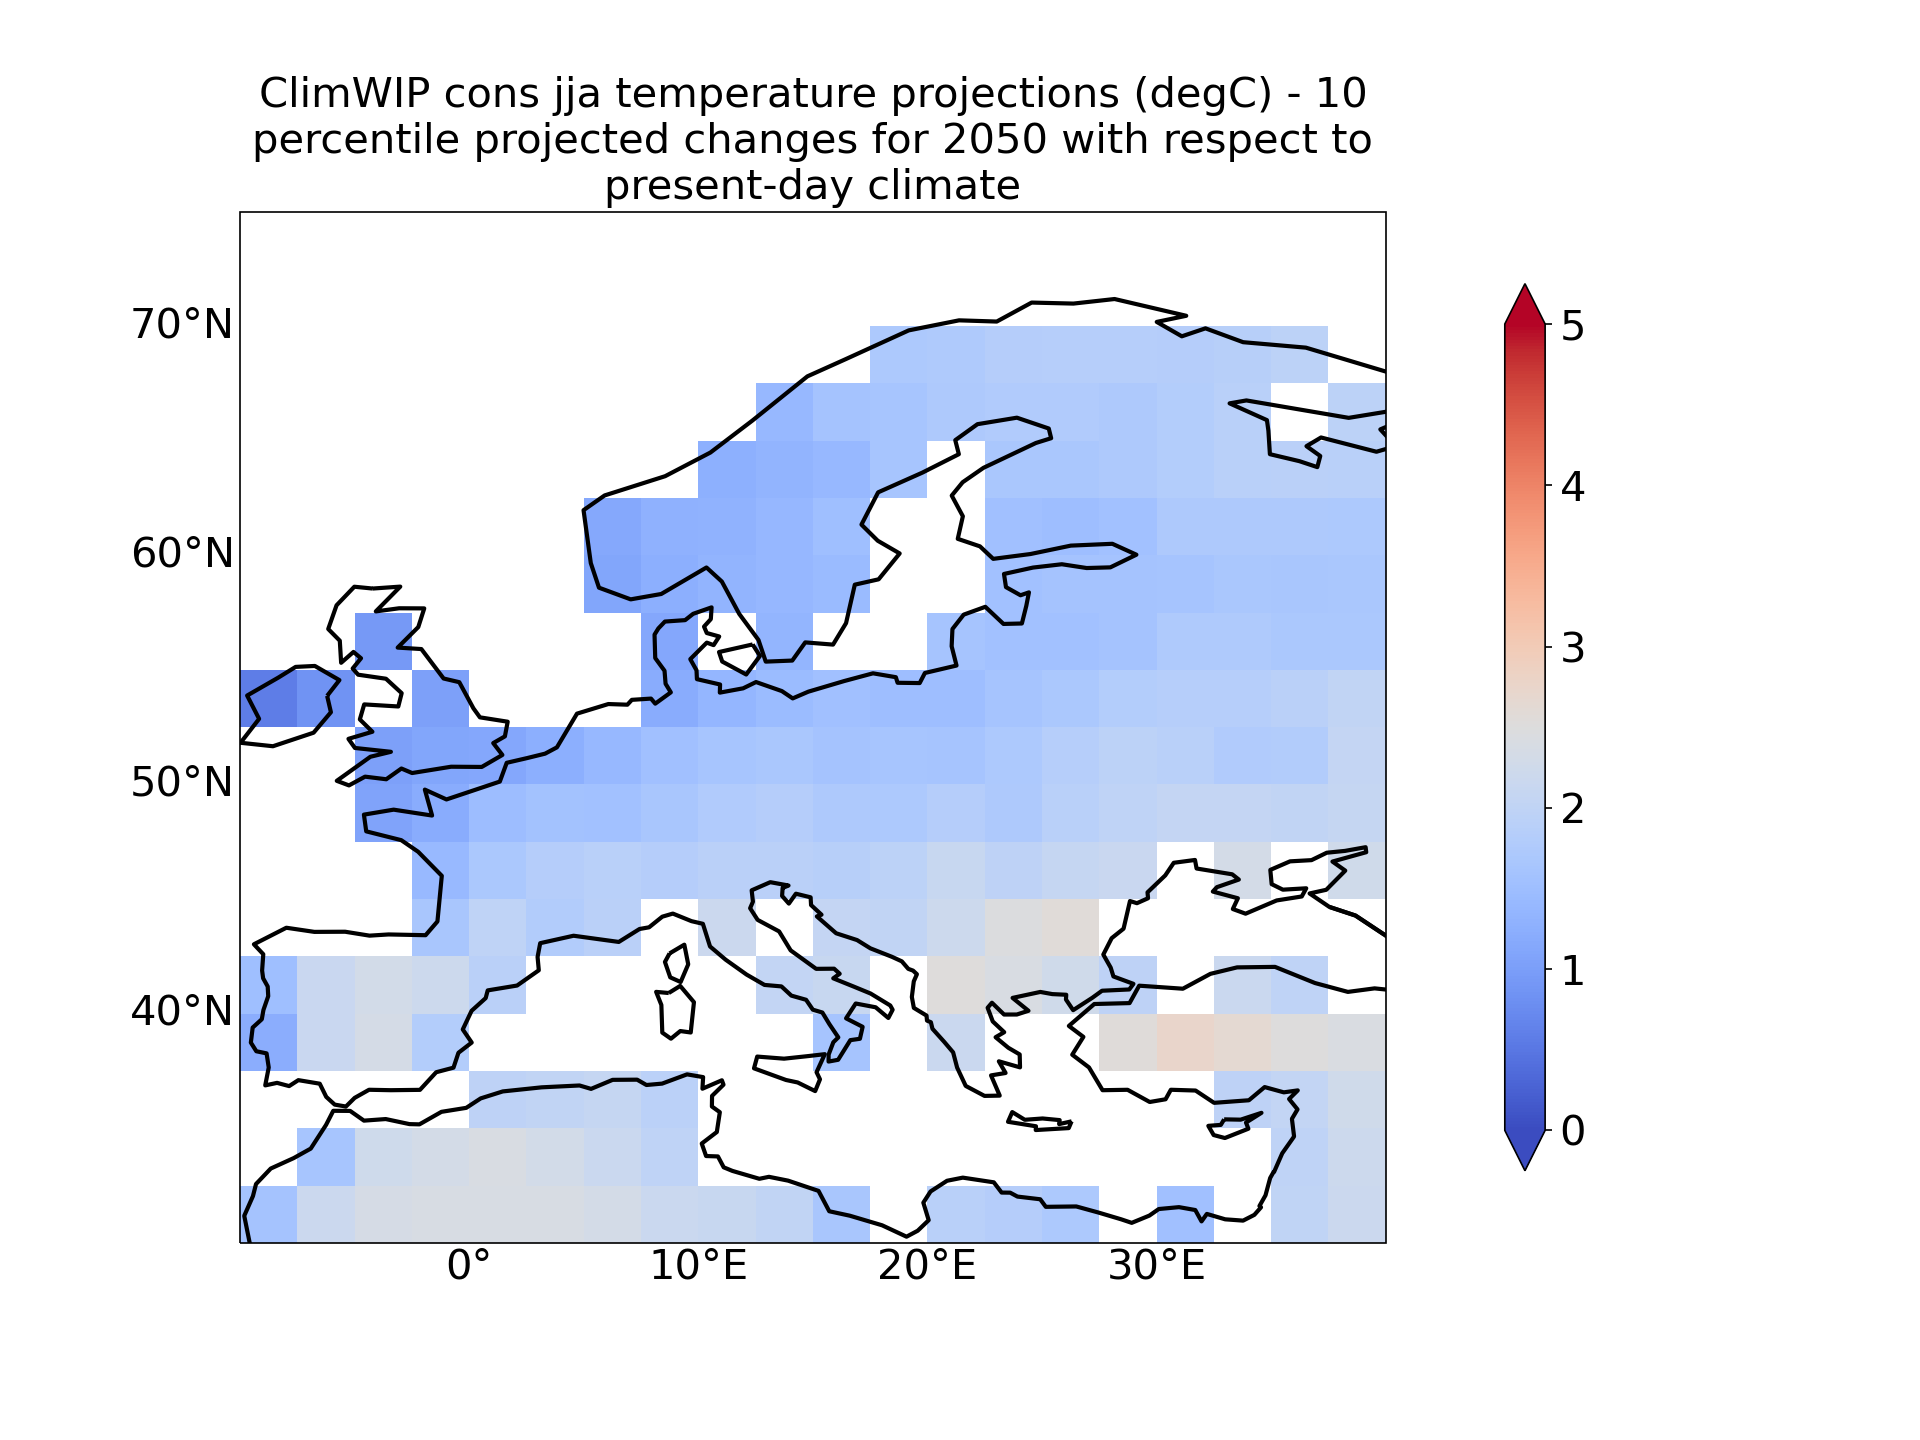 ClimWIP cons jja temperature projections (degC) - 10
percentile projected changes for 2050 with respect to
present-day climate
70°N
60°N
50°N
40°N
0°
10°E
20°E
30°E
5
4
3
2
1
0